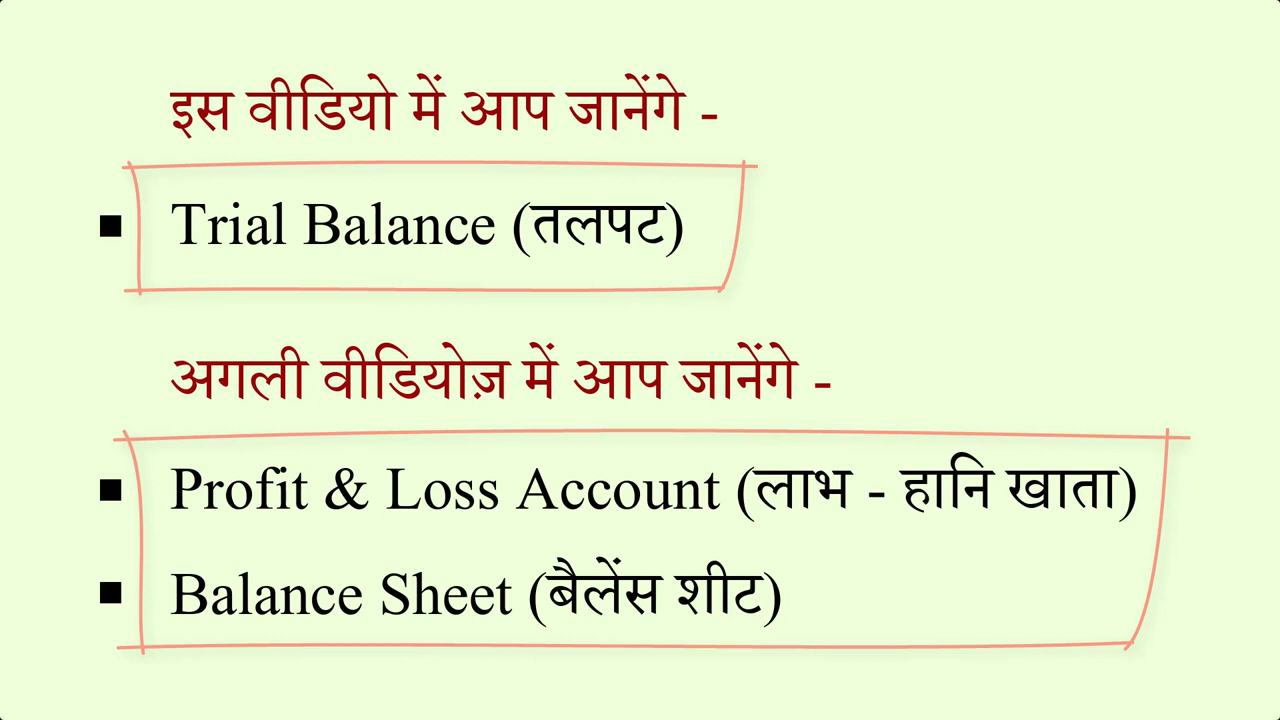 इस वीडियो में आप जानेंगे -
▪ Trial Balance (तलपट)
अगली वीडियोज़ में आप जानेंगे -
▪ Profit & Loss Account (लाभ - हानि खाता)
▪ Balance Sheet (बैलेंस शीट)